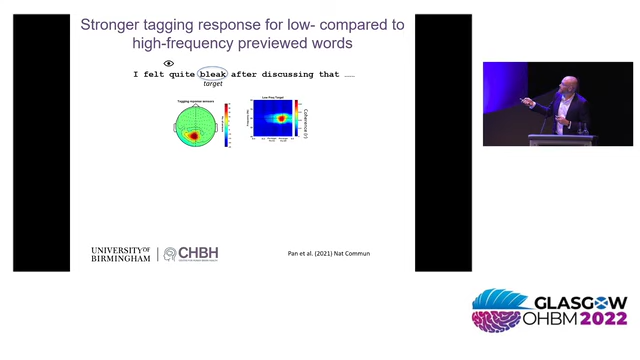 Stronger tagging response for low- compared to
high-frequency previewed words
I felt quite bleak after discussing that ......
target
Tagging response sensors
Low Freq Target
Coherence (r)
UNIVERSITY OF
BIRMINGHAM
CHBH
Pan et al. (2021) Nat Commun
GLASGOW
OHBM 2022